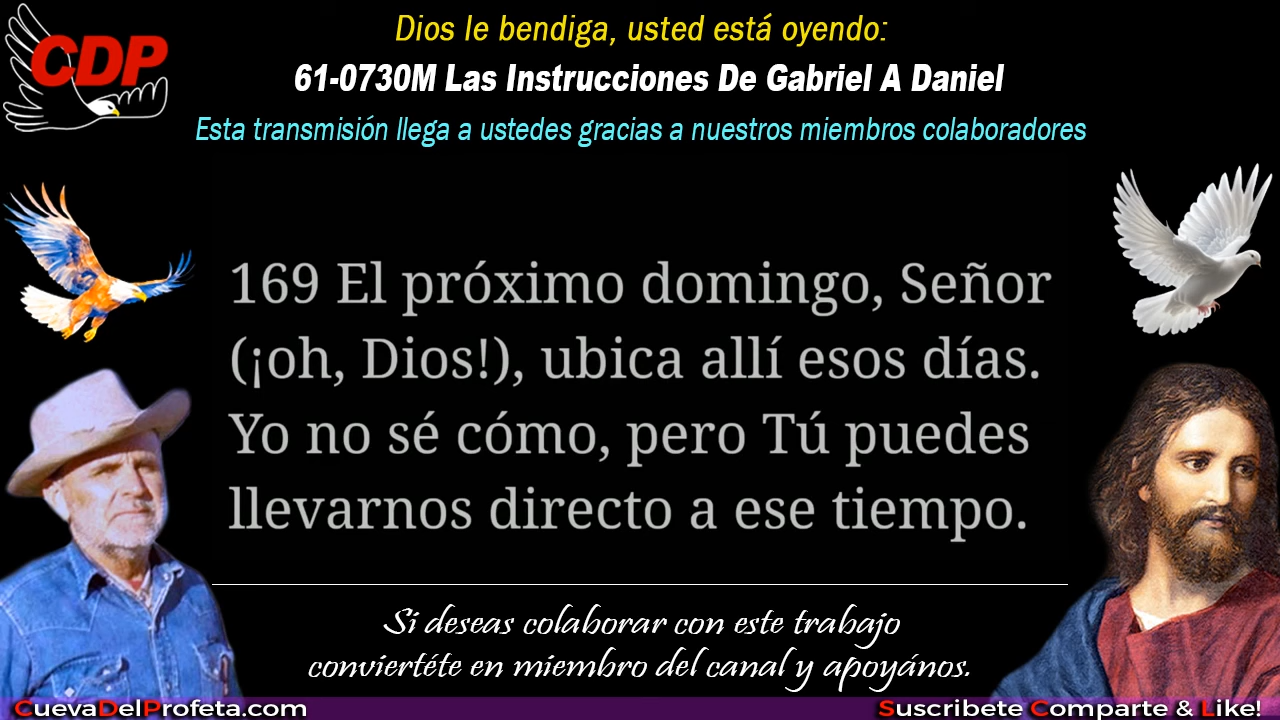 CDP
Dios le bendiga, usted está oyendo:
61-0730M Las Instrucciones De Gabriel A Daniel
Esta transmisión llega a ustedes gracias a nuestros miembros colaboradores
169 El próximo domingo, Señor
(¡oh, Dios!), ubica allí esos días.
Yo no sé cómo, pero Tú puedes
llevarnos directo a ese tiempo.
Si deseas colaborar con este trabajo
conviertéte en miembro del canal y apoyános.
CuevaDelProfeta.com
Suscribete Comparte & Like!